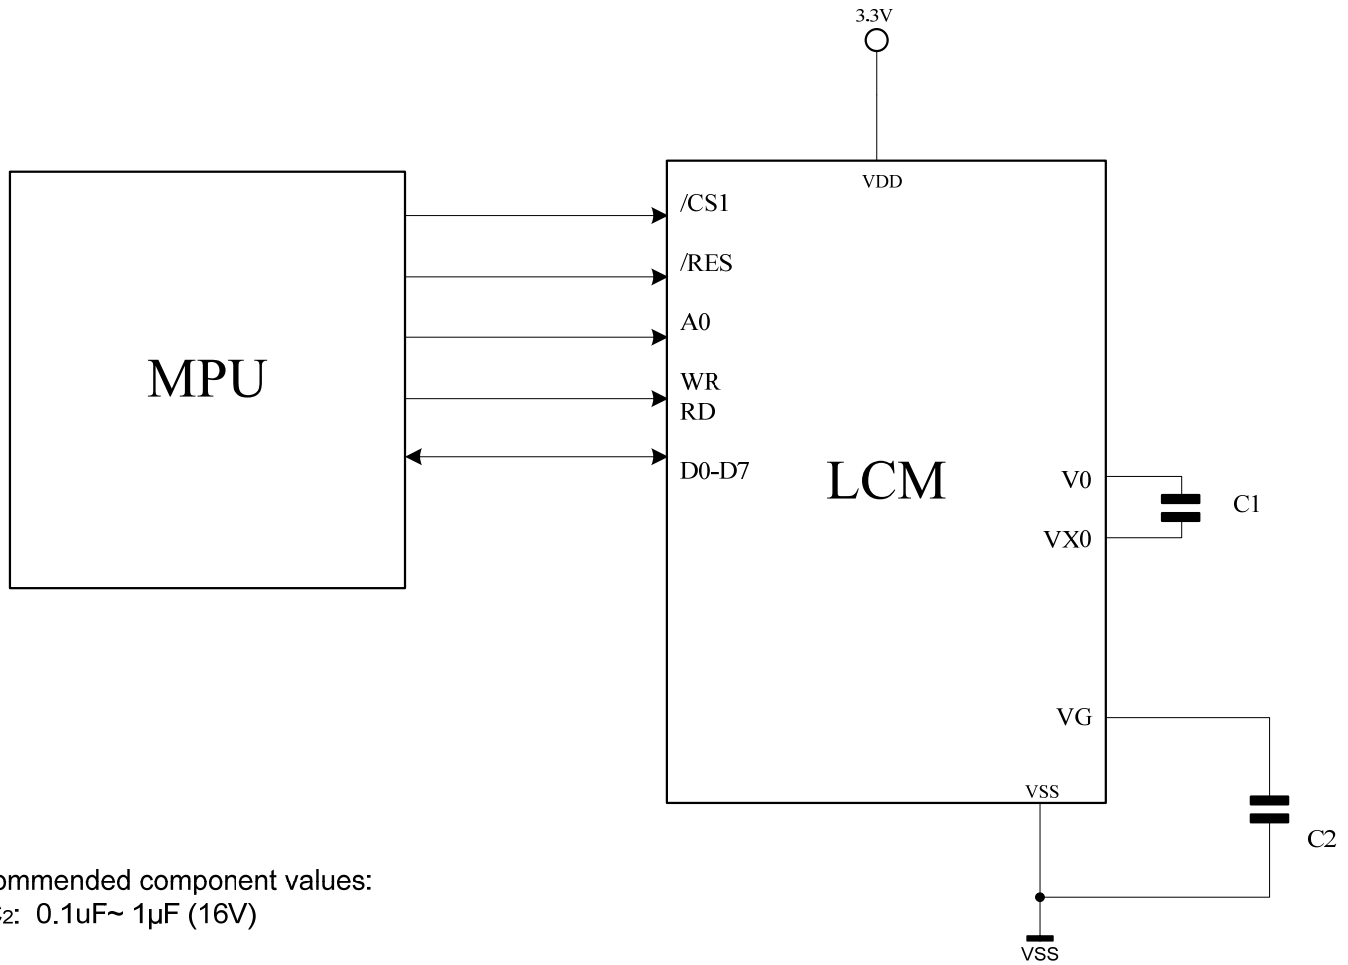 3.3V
VDD
/CS1
/RES
A0
WR
RD
D0-D7
MPU
LCM
V0
VX0
C1
VG
VSS
C2
VSS
ommended component values:
2: 0.1uF~ 1µF (16V)